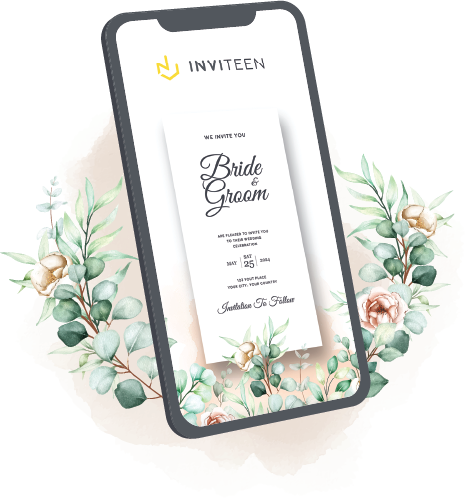 INVITEEN
WE INVITE YOU
Bride
&
Groom
ARE PLEASED TO INVITE YOU
TO THEIR WEDDING
CELEBRATION
MAY SAT 25 2024
123 YOUT PLACE
YOUR CITY, YOUR COUNTRY
Invitation To Follow